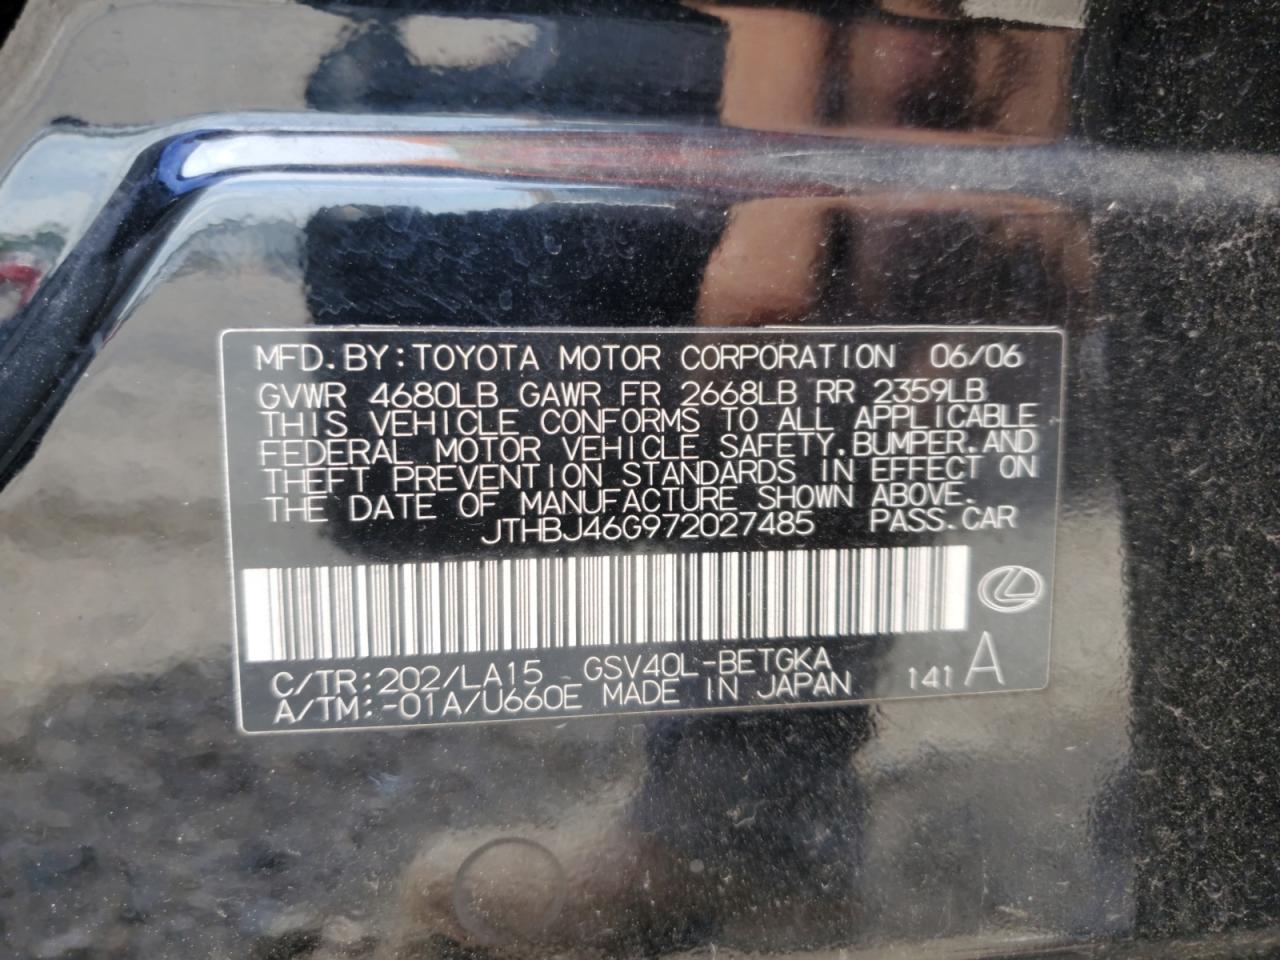 MFD.BY:TOYOTA MOTOR CORPORATION 06/06
GVWR 4680LB GAWR FR 2668LB RR 2359LB
THIS VEHICLE CONFORMS TO ALL APPLICABLE
FEDERAL MOTOR VEHICLE SAFETY.BUMPER.AND
THEFT PREVENTION STANDARDS IN EFFECT ON
THE DATE OF MANUFACTURE SHOWN ABOVE.
JTHBJ46G972027485 PASS.CAR
C/TR:202/LA15 GSV40L-BETGKA
A/TM:-01A/U660E MADE IN JAPAN 141 A